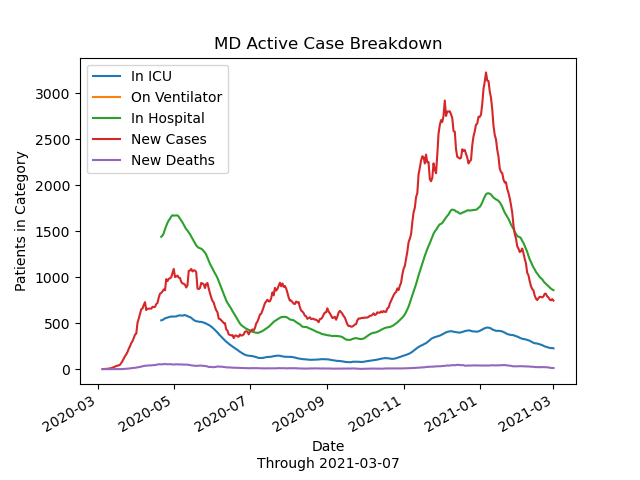 MD Active Case Breakdown
In ICU
On Ventilator
In Hospital
New Cases
New Deaths
Patients in Category
3000
2500
2000
1500
1000
500
0
2020-03
2020-05
2020-07
2020-09
2020-11
2021-01
2021-03
Date
Through 2021-03-07